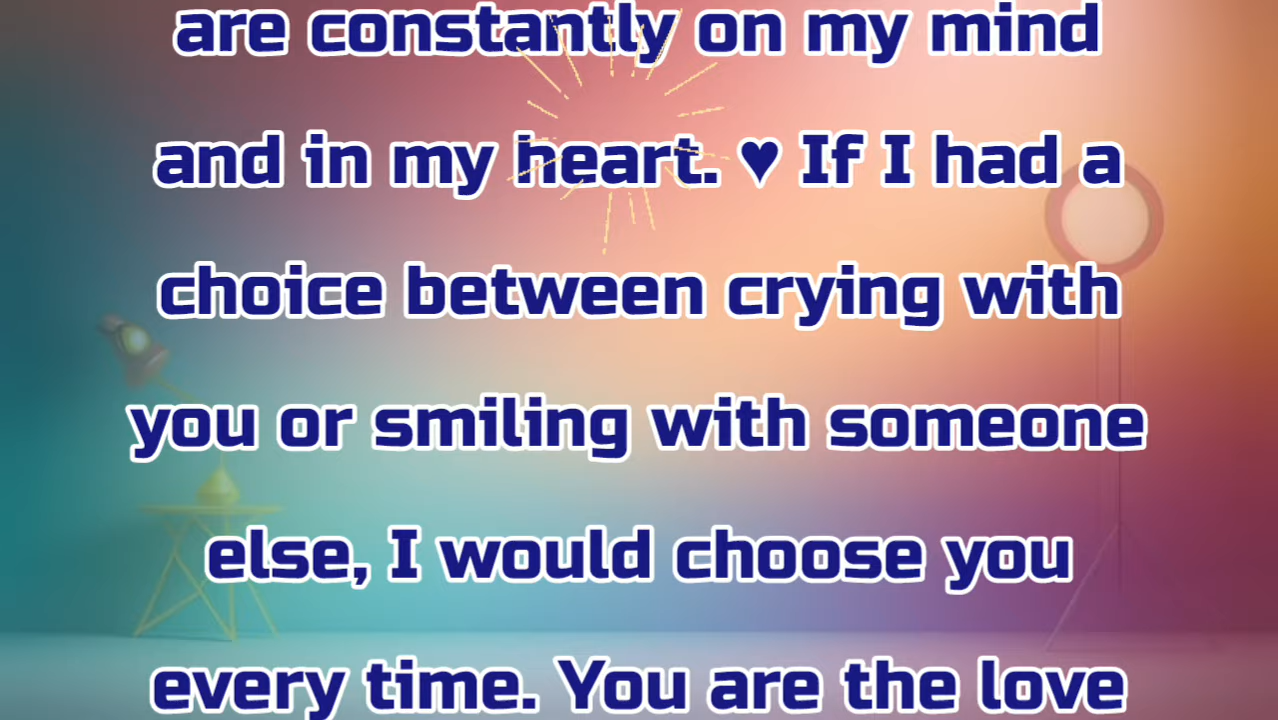 are constantly on my mind
and in my heart. ♥ If I had a
choice between crying with
you or smiling with someone
else, I would choose you
every time. You are the love